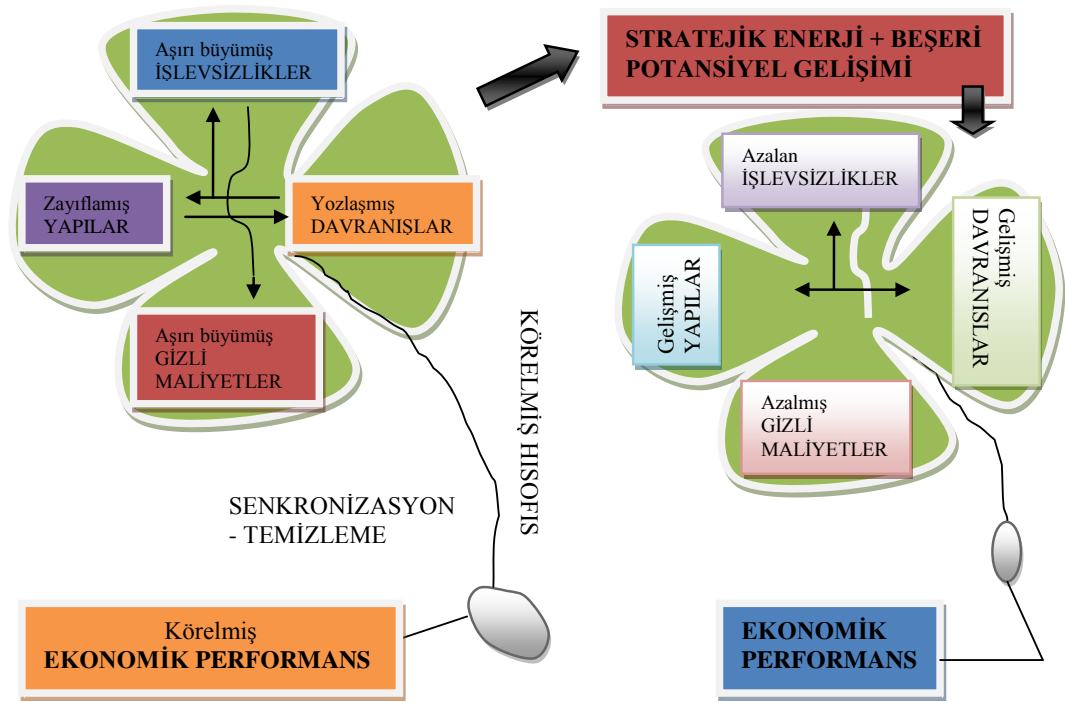 Aşırı büyümüş
İŞLEVSİZLİKLER
Zayıflamış
YAPILAR
Yozlaşmış
DAVRANIŞLAR
Aşırı büyümüş
GİZLİ
MALİYETLER
KÖRELMİŞ HISOFIS
SENKRONİZASYON
- TEMİZLEME
Körelmiş
EKONOMİK PERFORMANS
STRATEJİK ENERJİ + BEŞERİ
POTANSİYEL GELİŞİMİ
Azalan
İŞLEVSİZLİKLER
Gelişmiş
YAPILAR
Gelişmiş
DAVRANISLAR
Azalmış
GİZLİ
MALİYETLER
EKONOMİK
PERFORMANS